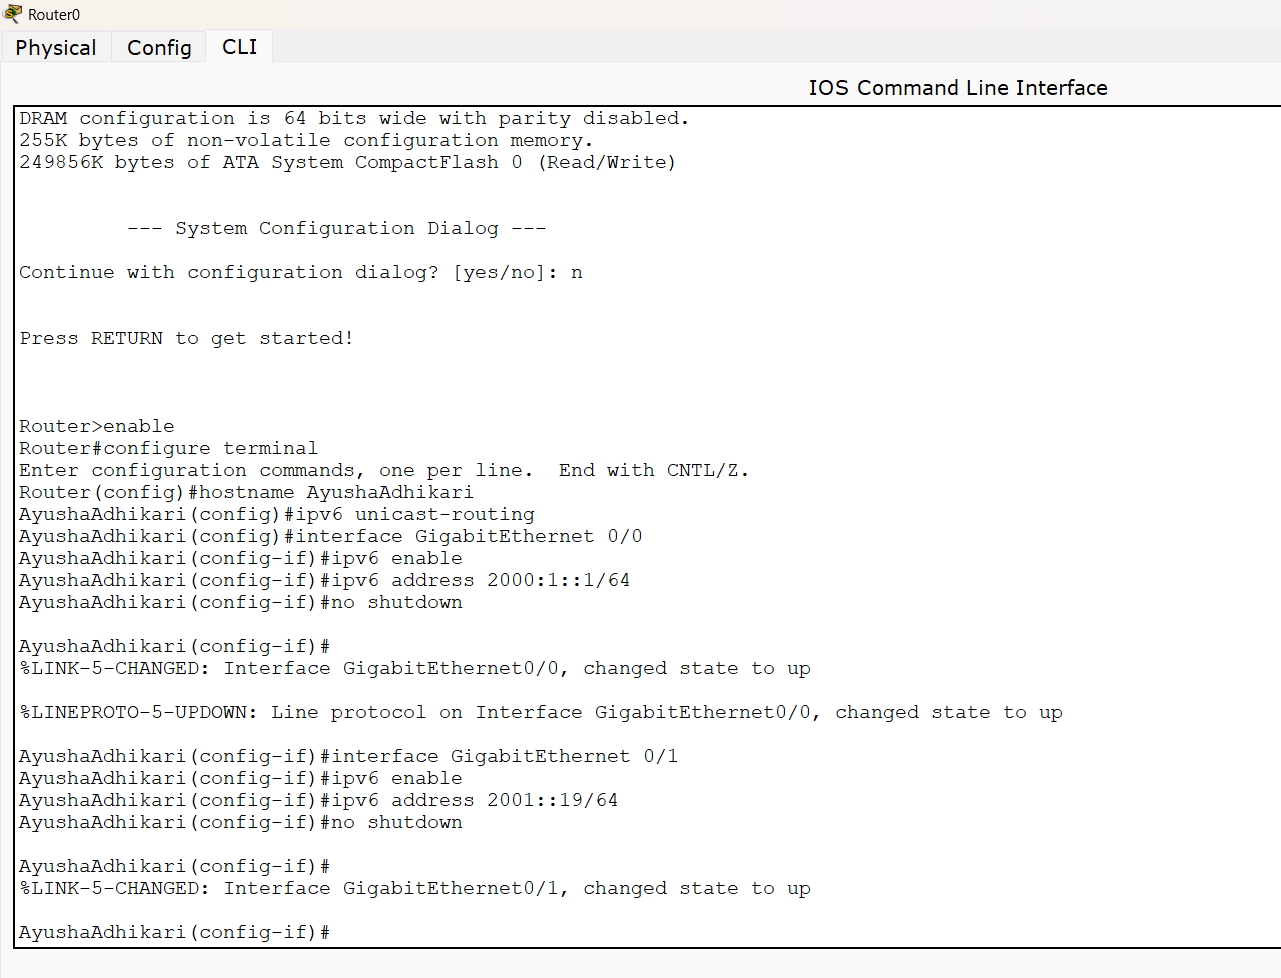 Router0
Physical Config CLI
IOS Command Line Interface
DRAM configuration is 64 bits wide with parity disabled.
255K bytes of non-volatile configuration memory.
249856K bytes of ATA System CompactFlash 0 (Read/Write)
--- System Configuration Dialog ---
Continue with configuration dialog? [yes/no]: n
Press RETURN to get started!
Router>enable
Router#configure terminal
Enter configuration commands, one per line.  End with CNTL/Z.
Router(config)#hostname AyushaAdhikari
AyushaAdhikari(config)#ipv6 unicast-routing
AyushaAdhikari(config)#interface GigabitEthernet 0/0
AyushaAdhikari(config-if)#ipv6 enable
AyushaAdhikari(config-if)#ipv6 address 2000:1::1/64
AyushaAdhikari(config-if)#no shutdown
AyushaAdhikari(config-if)#
%LINK-5-CHANGED: Interface GigabitEthernet0/0, changed state to up
%LINEPROTO-5-UPDOWN: Line protocol on Interface GigabitEthernet0/0, changed state to up
AyushaAdhikari(config-if)#interface GigabitEthernet 0/1
AyushaAdhikari(config-if)#ipv6 enable
AyushaAdhikari(config-if)#ipv6 address 2001::19/64
AyushaAdhikari(config-if)#no shutdown
AyushaAdhikari(config-if)#
%LINK-5-CHANGED: Interface GigabitEthernet0/1, changed state to up
AyushaAdhikari(config-if)#